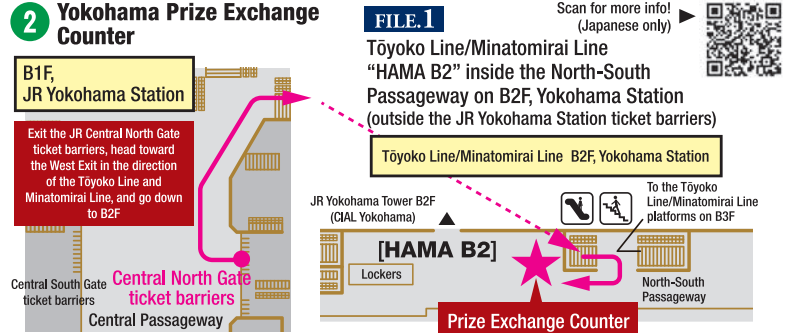 2 Yokohama Prize Exchange
Counter
B1F,
JR Yokohama Station
Exit the JR Central North Gate
ticket barriers, head toward
the West Exit in the direction
of the Tōyoko Line and
Minatomirai Line, and go down
to B2F
Central South Gate
ticket barriers
Central North Gate
ticket barriers
Central Passageway
FILE.1
Scan for more info!
(Japanese only)
Tōyoko Line/Minatomirai Line
“HAMA B2” inside the North-South
Passageway on B2F, Yokohama Station
(outside the JR Yokohama Station ticket barriers)
Tōyoko Line/Minatomirai Line B2F, Yokohama Station
JR Yokohama Tower B2F
(CIAL Yokohama)
To the Tōyoko
Line/Minatomirai Line
platforms on B3F
[HAMA B2]
Lockers
North-South
Passageway
Prize Exchange Counter